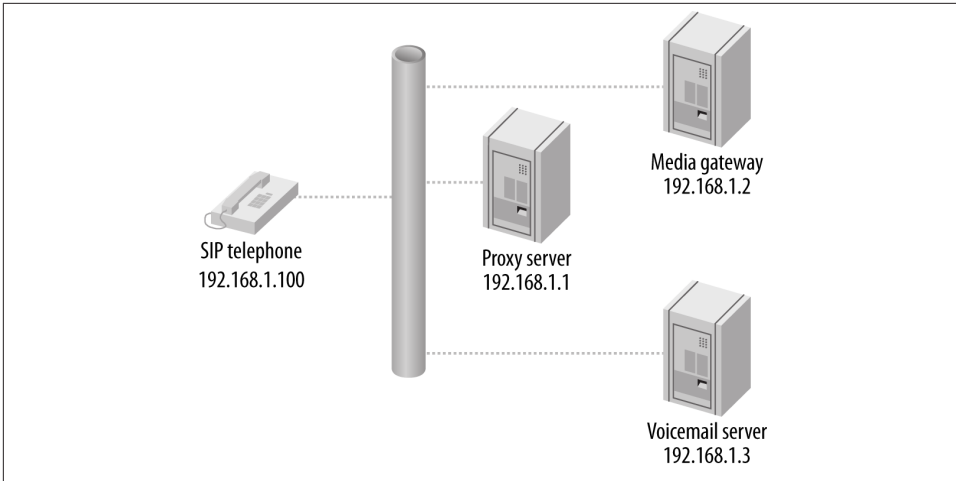 Media gateway
192.168.1.2
SIP telephone
192.168.1.100
Proxy server
192.168.1.1
Voicemail server
192.168.1.3